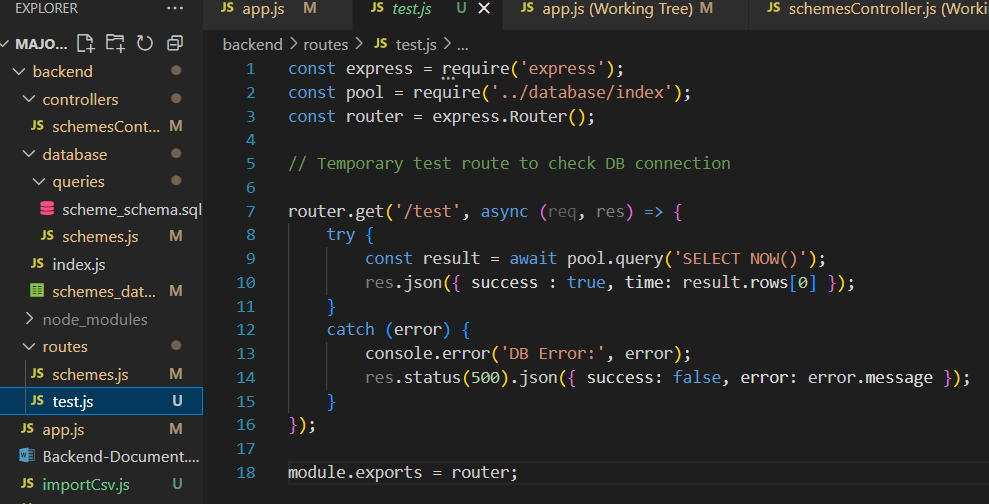 EXPLORER ...
JS app.js M
JS test.js U
JS app.js (Working Tree) M
JS schemesController.js (Worki
MAJO...
backend
controllers
JS schemesCont... M
database
queries
scheme_schema.sql
JS schemes.js M
JS index.js
schemes_dat... M
node_modules
routes
JS schemes.js M
JS test.js U
JS app.js M
Backend-Document....
JS importCsv.js U
backend > routes > JS test.js > ...
1 const express = require('express');
2 const pool = require('../database/index');
3 const router = express.Router();
4
5 // Temporary test route to check DB connection
6
7 router.get('/test', async (req, res) => {
8 try {
9 const result = await pool.query('SELECT NOW()');
10 res.json({ success : true, time: result.rows[0] });
11 }
12 catch (error) {
13 console.error('DB Error:', error);
14 res.status(500).json({ success: false, error: error.message });
15 }
16 });
17
18 module.exports = router;